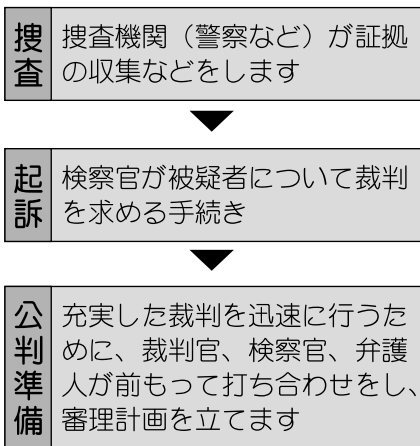 捜査
捜査機関（警察など）が証拠
の収集などをします
起訴
検察官が被疑者について裁判
を求める手続き
公判準備
充実した裁判を迅速に行うた
めに、裁判官、検察官、弁護
人が前もって打ち合わせをし、
審理計画を立てます